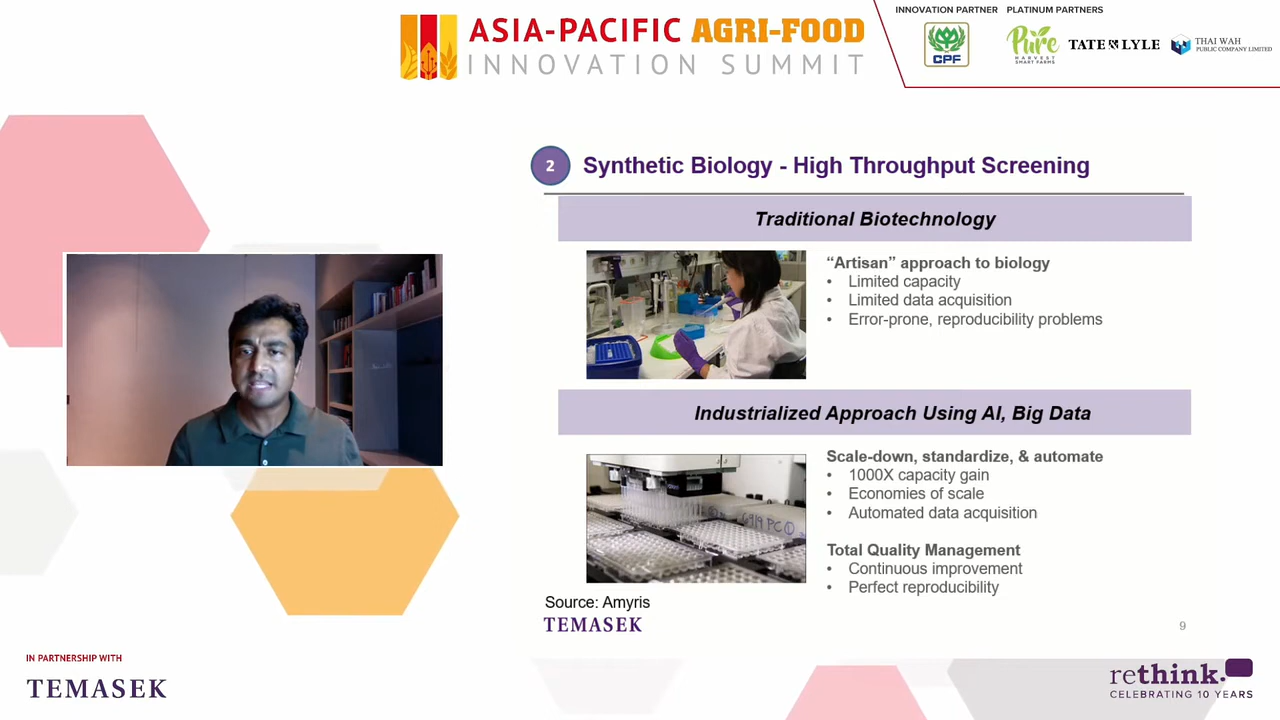 INNOVATION PARTNER
PLATINUM PARTNERS
ASIA-PACIFIC AGRI-FOOD
INNOVATION SUMMIT
CPF
Pure
HARVEST
SMART FARMS
TATE & LYLE
THAI WAH
PUBLIC COMPANY LIMITED
2
Synthetic Biology - High Throughput Screening
Traditional Biotechnology
“Artisan” approach to biology
• Limited capacity
• Limited data acquisition
• Error-prone, reproducibility problems
Industrialized Approach Using AI, Big Data
Scale-down, standardize, & automate
• 1000X capacity gain
• Economies of scale
• Automated data acquisition
Total Quality Management
• Continuous improvement
• Perfect reproducibility
Source: Amyris
TEMASEK
9
IN PARTNERSHIP WITH
TEMASEK
rethink.
CELEBRATING 10 YEARS